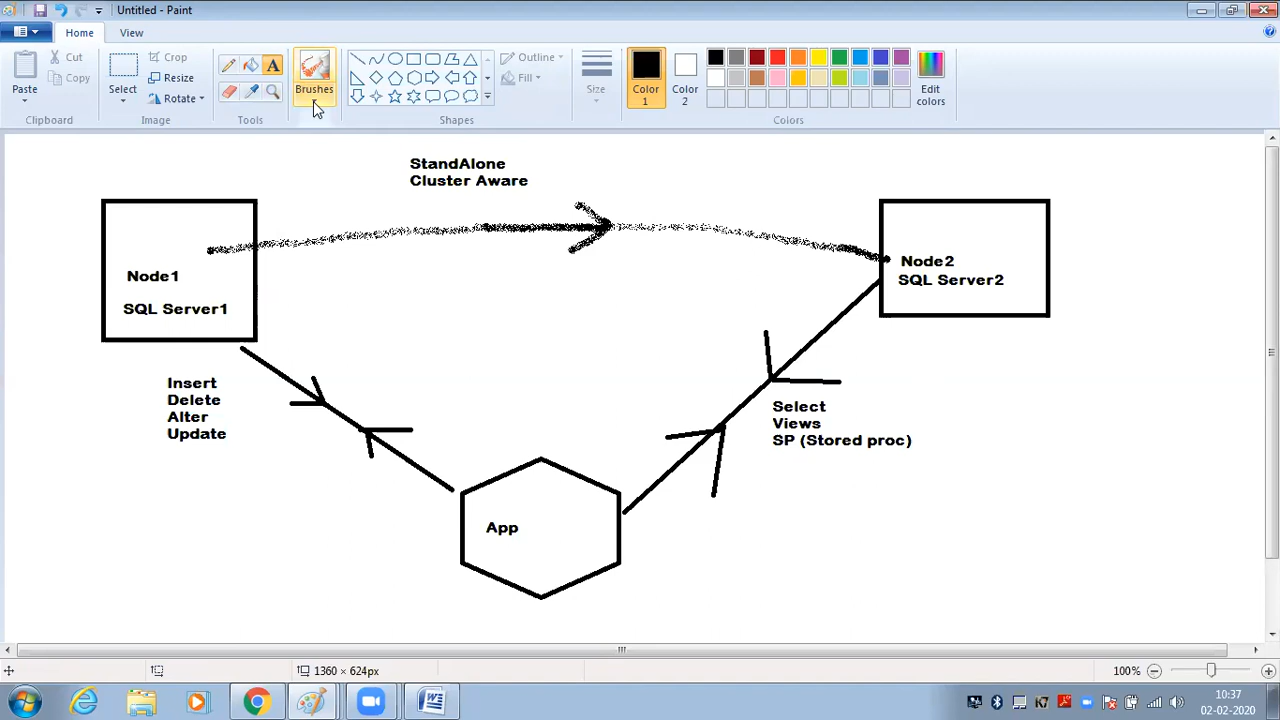 Untitled - Paint
Home
View
Paste
Cut
Copy
Clipboard
Select
Crop
Resize
Rotate
Image
A
Tools
Brushes
Outline
Fill
Shapes
Size
Color
1
Color
2
Edit
colors
Colors
StandAlone
Cluster Aware
Node1
SQL Server1
Node2
SQL Server2
Insert
Delete
Alter
Update
Select
Views
SP (Stored proc)
App
1360 × 624px
100%
10:37
02-02-2020